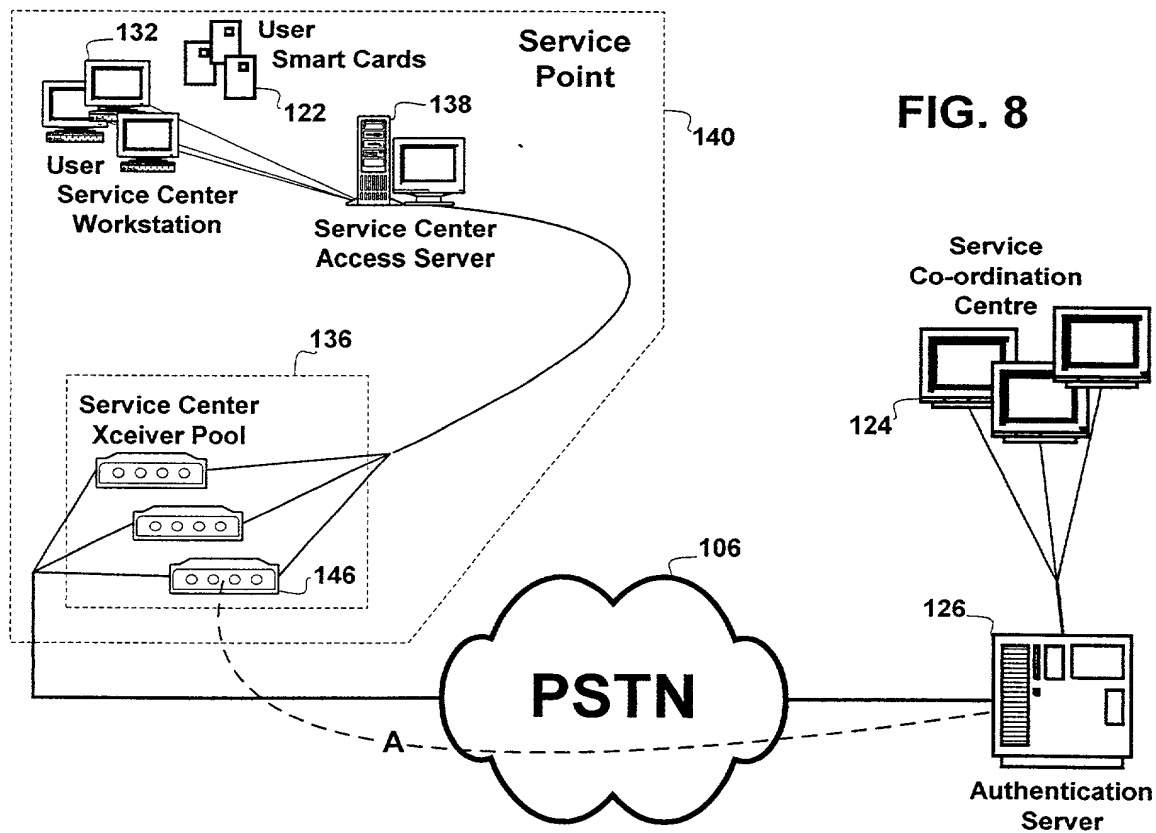 132
User
Smart Cards
122
Service
Point
138
140
FIG. 8
User
Service Center
Workstation
Service Center
Access Server
Service
Co-ordination
Centre
136
Service Center
Xceiver Pool
124
146
106
126
PSTN
A
Authentication
Server